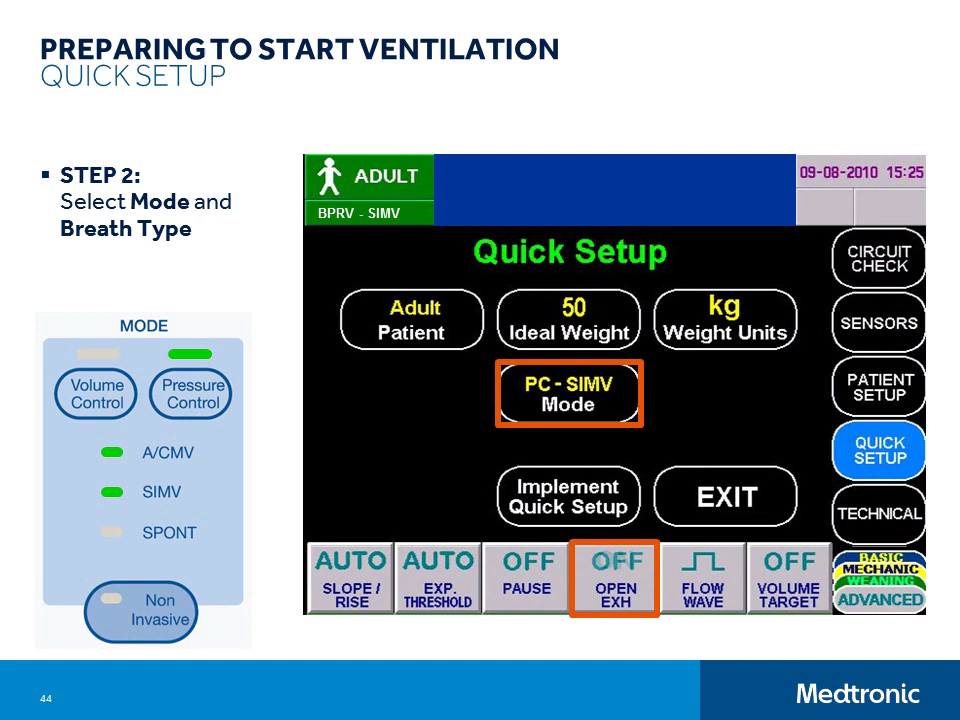 PREPARING TO START VENTILATION
QUICK SETUP
STEP 2:
Select Mode and
Breath Type
MODE
Volume
Control
Pressure
Control
A/CMV
SIMV
SPONT
Non
Invasive
ADULT
BPRV - SIMV
09-08-2010 15:25
Quick Setup
Adult
Patient
50
Ideal Weight
kg
Weight Units
PC - SIMV
Mode
Implement
Quick Setup
EXIT
CIRCUIT
CHECK
SENSORS
PATIENT
SETUP
QUICK
SETUP
TECHNICAL
BASIC
MECHANIC
WEANING
ADVANCED
AUTO
SLOPE /
RISE
AUTO
EXP.
THRESHOLD
OFF
PAUSE
OFF
OPEN
EXH
FLOW
WAVE
OFF
VOLUME
TARGET
44
Medtronic